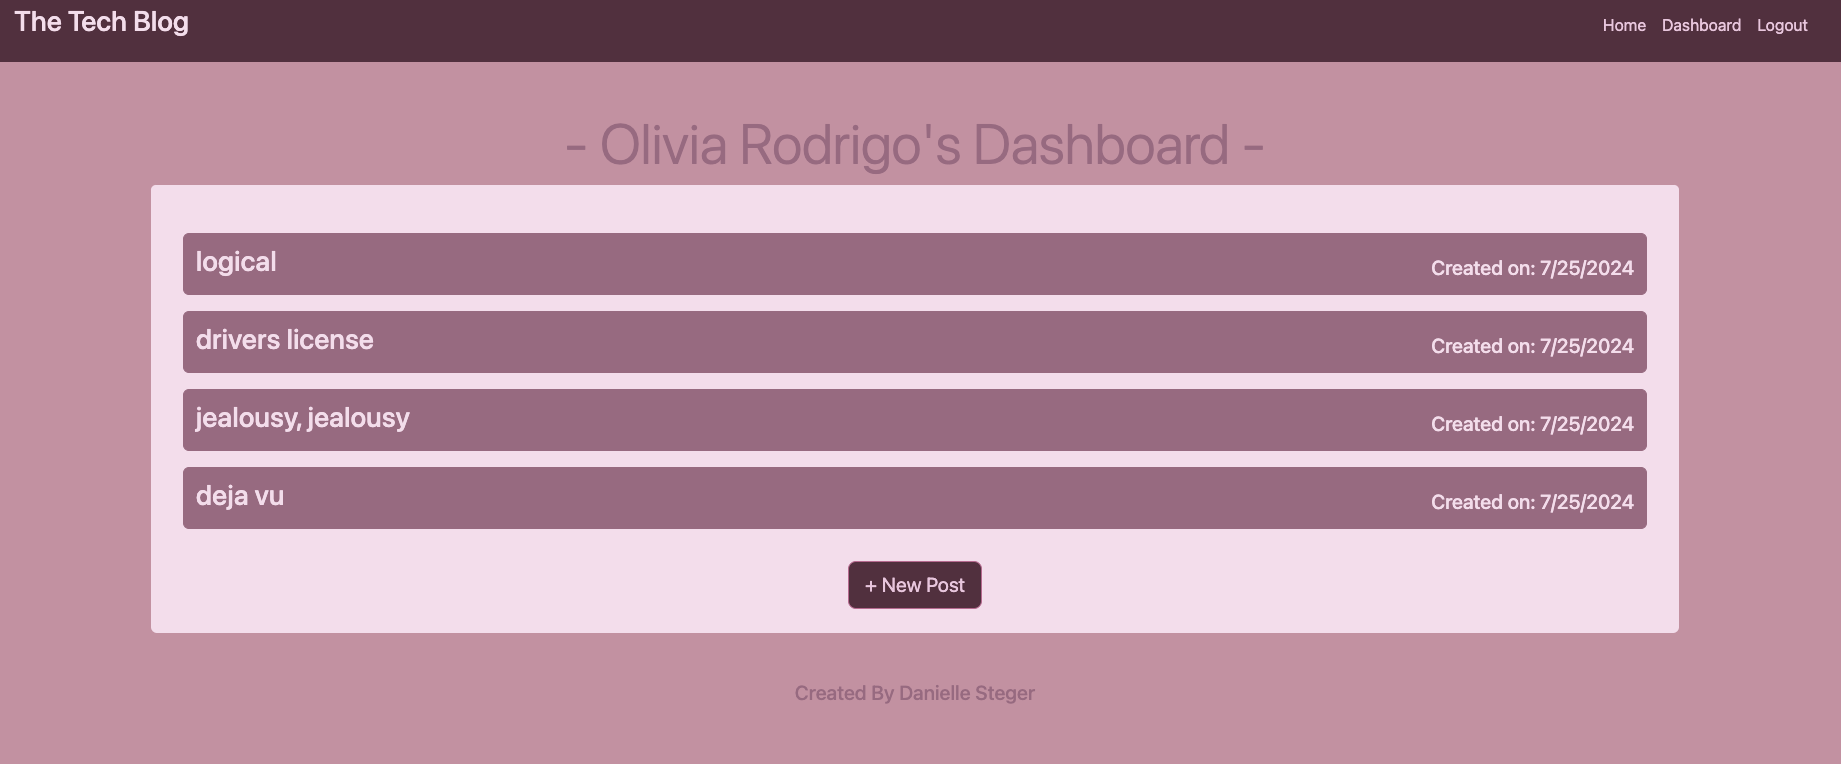 The Tech Blog
Home Dashboard Logout
- Olivia Rodrigo's Dashboard -
logical
Created on: 7/25/2024
drivers license
Created on: 7/25/2024
jealousy, jealousy
Created on: 7/25/2024
deja vu
Created on: 7/25/2024
+ New Post
Created By Danielle Steger